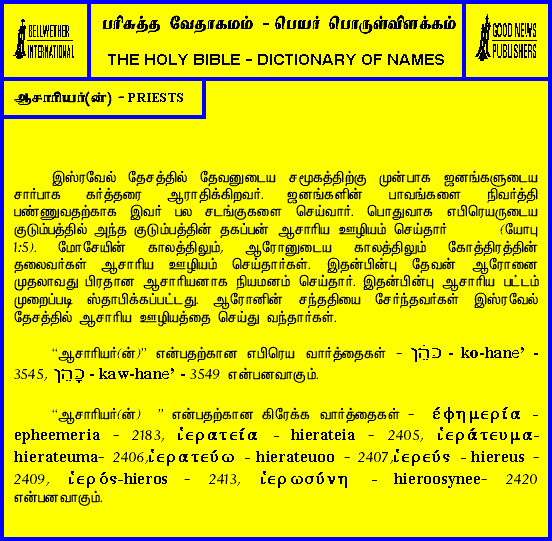 BELLWETHER
INTERNATIONAL
பரிசுத்த வேதாகமம் - பெயர் பொருள்விளக்கம்
THE HOLY BIBLE - DICTIONARY OF NAMES
GOOD NEWS
PUBLISHERS
ஆசாரியர்(ன்) - PRIESTS
இஸ்ரவேல் தேசத்தில் தேவனுடைய சமூகத்திற்கு முன்பாக ஜனங்களுடைய
சார்பாக கர்த்தரை ஆராதிக்கிறவர். ஜனங்களின் பாவங்களை நிவர்த்தி
பண்ணுவதற்காக இவர் பல சடங்குகளை செய்வார். பொதுவாக எபிரெயருடைய
குடும்பத்தில் அந்த குடும்பத்தின் தகப்பன் ஆசாரிய ஊழியம் செய்தார் (யோபு
1:5). மோசேயின் காலத்திலும், ஆரோனுடைய காலத்திலும் கோத்திரத்தின்
தலைவர்கள் ஆசாரிய ஊழியம் செய்தார்கள். இதன்பின்பு தேவன் ஆரோனை
முதலாவது பிரதான ஆசாரியனாக நியமனம் செய்தார். இதன்பின்பு ஆசாரிய பட்டம்
முறைப்படி ஸ்தாபிக்கப்பட்டது. ஆரோனின் சந்ததியை சேர்ந்தவர்கள் இஸ்ரவேல்
தேசத்தில் ஆசாரிய ஊழியத்தை செய்து வந்தார்கள்.
“ஆசாரியர்(ன்)” என்பதற்கான எபிரெய வார்த்தைகள் - כֹּהֵן - ko-hane’ -
3545, כָּהֵן - kaw-hane’ - 3549 என்பனவாகும்.
“ஆசாரியர்(ன்) ” என்பதற்கான கிரேக்க வார்த்தைகள் - ἐφημερία -
epheemeria - 2183, ἱερατεία - hierateia - 2405, ἱεράτευμα-
hierateuma- 2406,ἱερατεύω - hierateuoo - 2407,ἱερεύς - hiereus -
2409, ἱερός-hieros - 2413, ἱερωσύνη - hieroosynee- 2420
என்பனவாகும்.